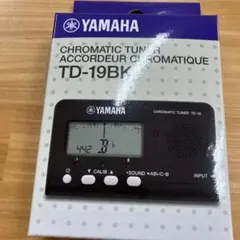 YAMAHA
CHROMATIC TUNER
ACCORDEUR CHROMATIQUE
TD-19BK
YAMAHA
CHROMATIC TUNER TD-19
442
B
CALIB
SOUND
INPUT